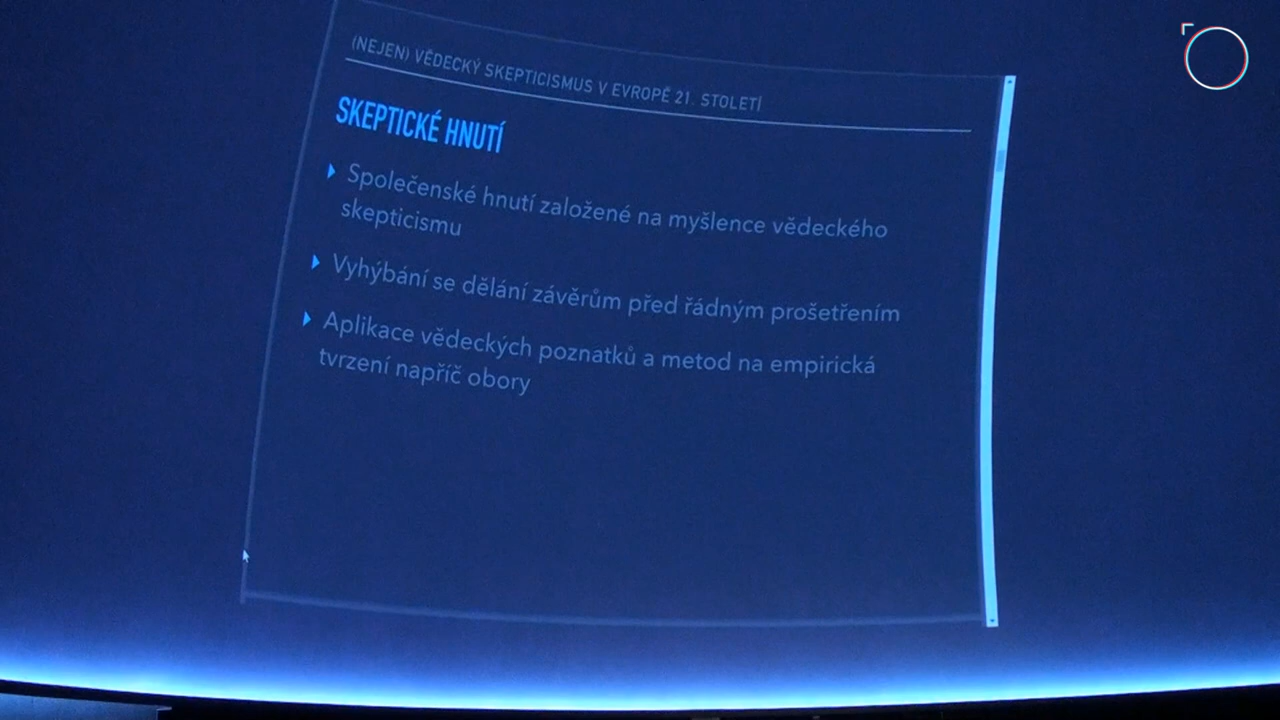 (NEJEN) VĚDECKÝ SKEPTICISMUS V EVROPĚ 21. STOLETÍ
SKEPTICKÉ HNUTÍ
Společenské hnutí založené na myšlence vědeckého
skepticismu
Vyhýbání se dělání závěrům před řádným prošetřením
Aplikace vědeckých poznatků a metod na empirická
tvrzení napříč obory